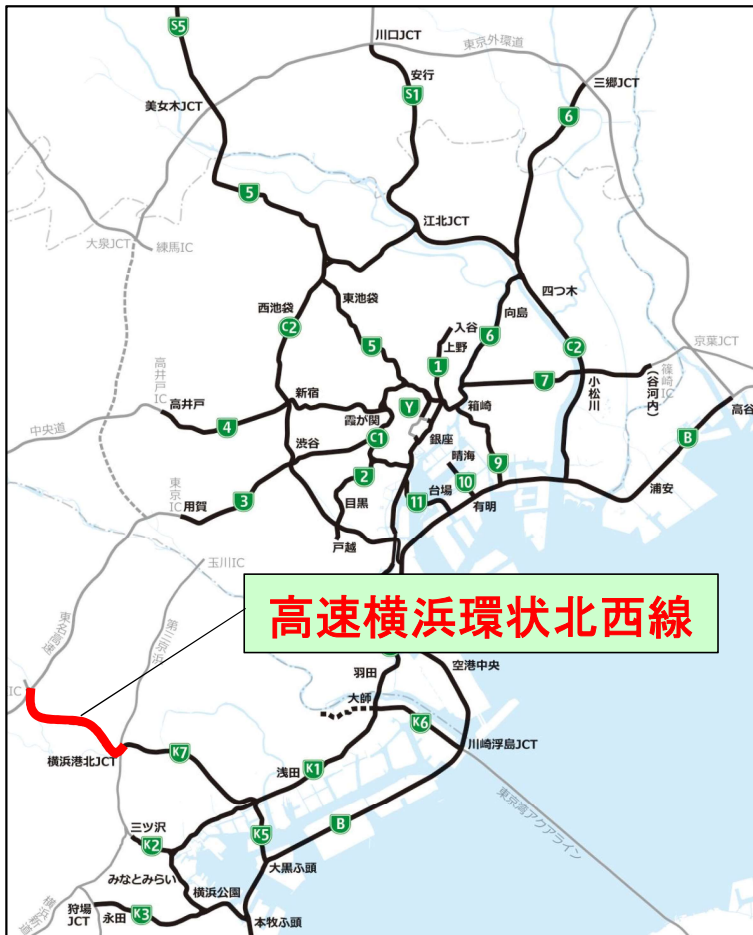 S5
川口JCT
東京外環道
安行
三郷JCT
美女木JCT
S1
6
5
江北JCT
大泉JCT
練馬IC
四つ木
東池袋
西池袋
向島
入谷
C2
上野
6
京葉JCT
5
C2
1
篠崎IC
高井戸IC
7
小松川
(谷河内)
新宿
高井戸
Y
箱崎
高谷
霞が関
4
中央道
C1
銀座
B
渋谷
晴海
2
9
東京IC
10
浦安
3
目黒
台場
用賀
11
有明
戸越
玉川IC
高速横浜環状北西線
東名高速
第三京浜
空港中央
羽田
IC
大師
K6
川崎浮島JCT
横浜港北JCT
K7
浅田
K1
東京湾アクアライン
三ツ沢
K5
B
K2
大黒ふ頭
みなとみらい
横浜公園
横浜新道
狩場JCT
永田
K3
本牧ふ頭